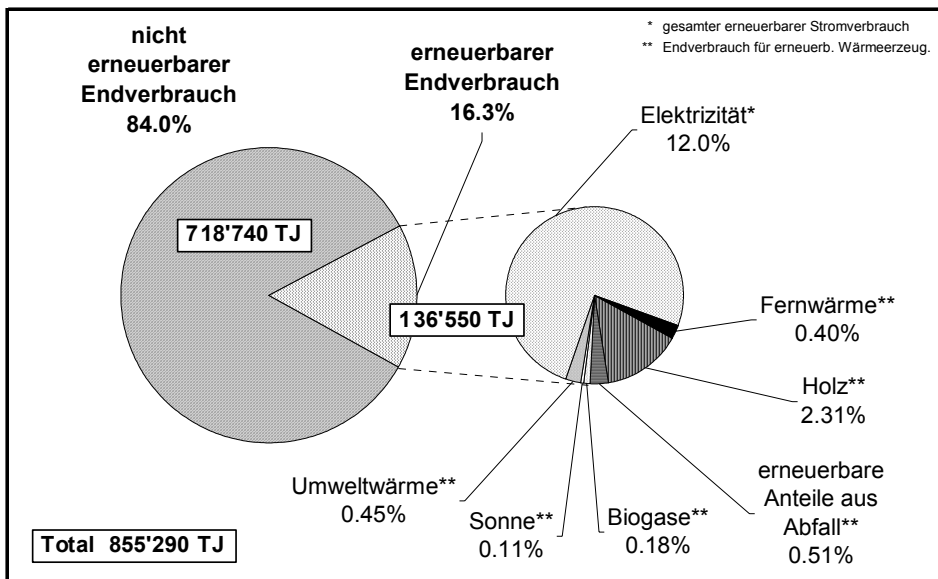 * gesamter erneuerbarer Stromverbrauch
** Endverbrauch für erneuerb. Wärmeerzeug.
nicht
erneuerbarer
Endverbrauch
84.0%
erneuerbarer
Endverbrauch
16.3%
Elektrizität*
12.0%
718'740 TJ
136'550 TJ
Fernwärme**
0.40%
Holz**
2.31%
erneuerbare
Anteile aus
Abfall**
0.51%
Biogase**
0.18%
Sonne**
0.11%
Umweltwärme**
0.45%
Total 855'290 TJ